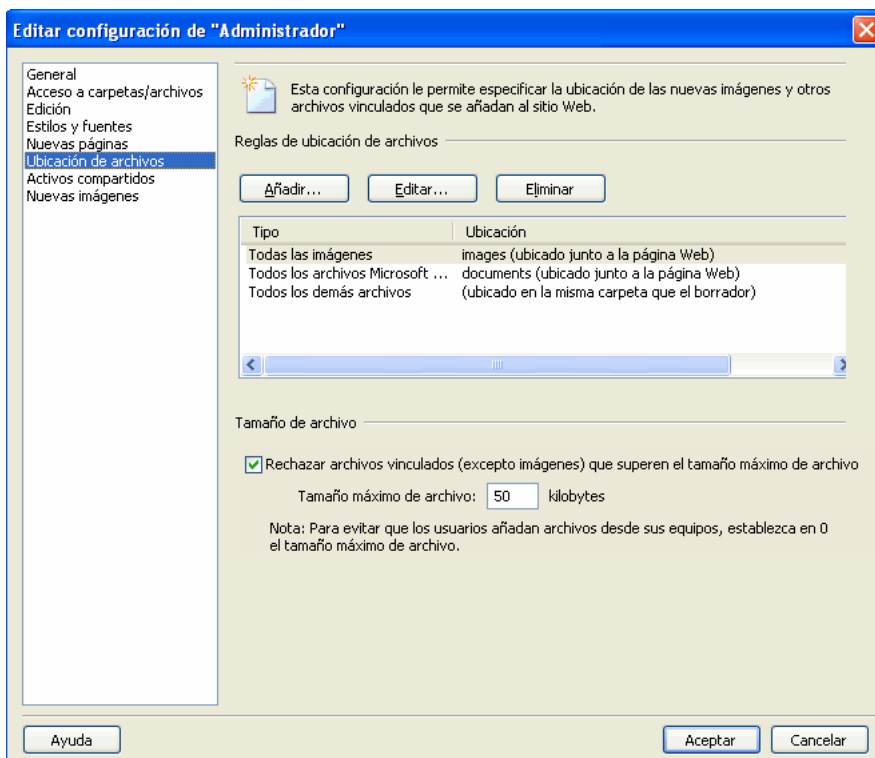 Editar configuración de "Administrador"
General
Acceso a carpetas/archivos
Edición
Estilos y fuentes
Nuevas páginas
Ubicación de archivos
Activos compartidos
Nuevas imágenes
Esta configuración le permite especificar la ubicación de las nuevas imágenes y otros
archivos vinculados que se añadan al sitio Web.
Reglas de ubicación de archivos
Añadir... Editar... Eliminar
Tipo Ubicación
Todas las imágenes images (ubicado junto a la página Web)
Todos los archivos Microsoft ... documents (ubicado junto a la página Web)
Todos los demás archivos (ubicado en la misma carpeta que el borrador)
Tamaño de archivo
Rechazar archivos vinculados (excepto imágenes) que superen el tamaño máximo de archivo
Tamaño máximo de archivo: 50 kilobytes
Nota: Para evitar que los usuarios añadan archivos desde sus equipos, establezca en 0
el tamaño máximo de archivo.
Ayuda Aceptar Cancelar